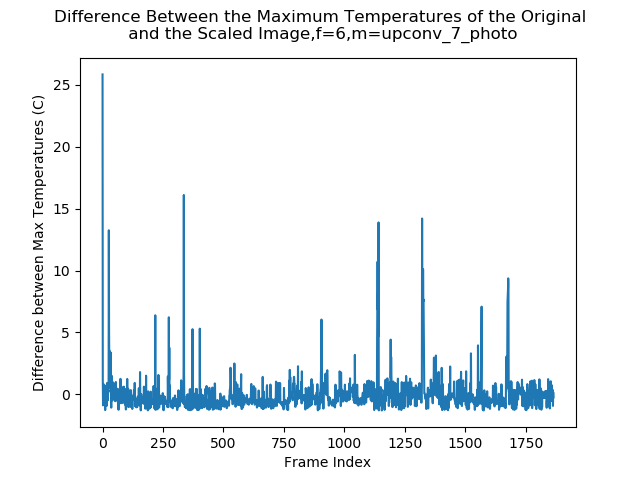 Difference Between the Maximum Temperatures of the Original
and the Scaled Image,f=6,m=upconv_7_photo
Difference between Max Temperatures (C)
25
20
15
10
5
0
0 250 500 750 1000 1250 1500 1750
Frame Index